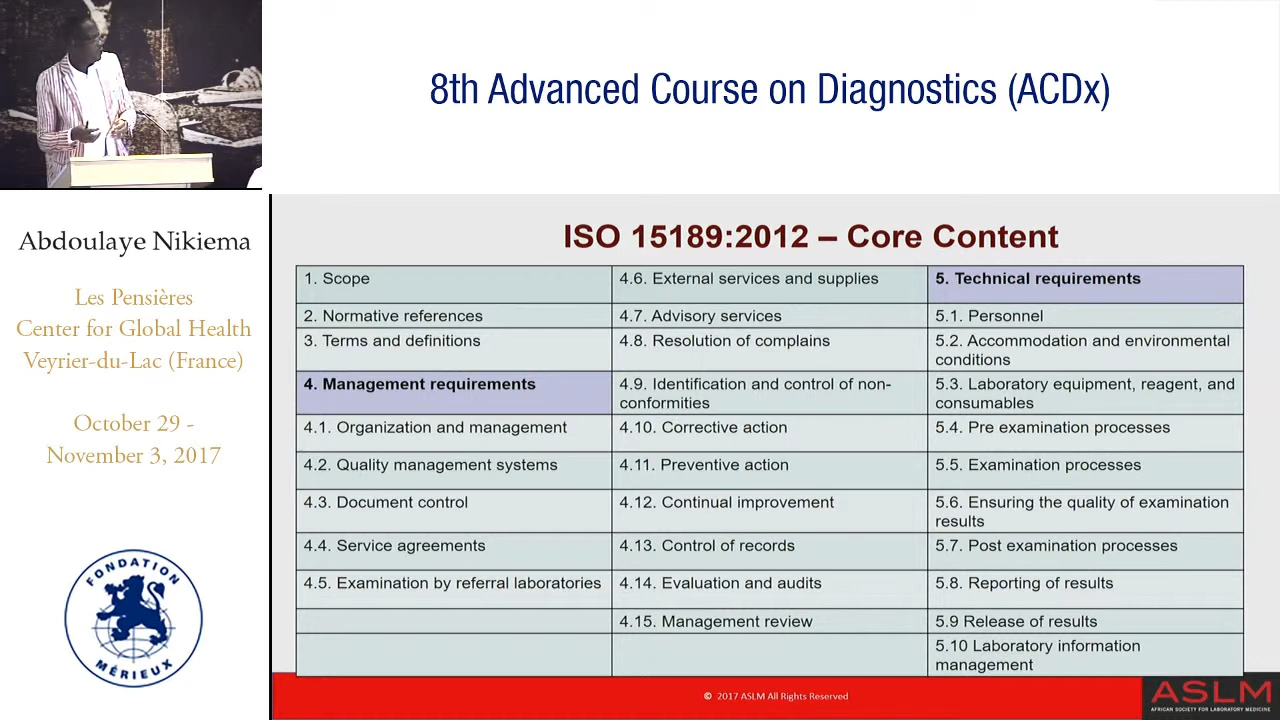 8th Advanced Course on Diagnostics (ACDx)
Abdoulaye Nikiema
Les Pensières
Center for Global Health
Veyrier-du-Lac (France)
October 29 -
November 3, 2017
FONDATION
MÉRIEUX
ISO 15189:2012 – Core Content
1. Scope
2. Normative references
3. Terms and definitions
4. Management requirements
4.1. Organization and management
4.2. Quality management systems
4.3. Document control
4.4. Service agreements
4.5. Examination by referral laboratories
4.6. External services and supplies
4.7. Advisory services
4.8. Resolution of complains
4.9. Identification and control of non-
conformities
4.10. Corrective action
4.11. Preventive action
4.12. Continual improvement
4.13. Control of records
4.14. Evaluation and audits
4.15. Management review
5. Technical requirements
5.1. Personnel
5.2. Accommodation and environmental
conditions
5.3. Laboratory equipment, reagent, and
consumables
5.4. Pre examination processes
5.5. Examination processes
5.6. Ensuring the quality of examination
results
5.7. Post examination processes
5.8. Reporting of results
5.9 Release of results
5.10 Laboratory information
management
© 2017 ASLM All Rights Reserved
ASLM
AFRICAN SOCIETY FOR LABORATORY MEDICINE